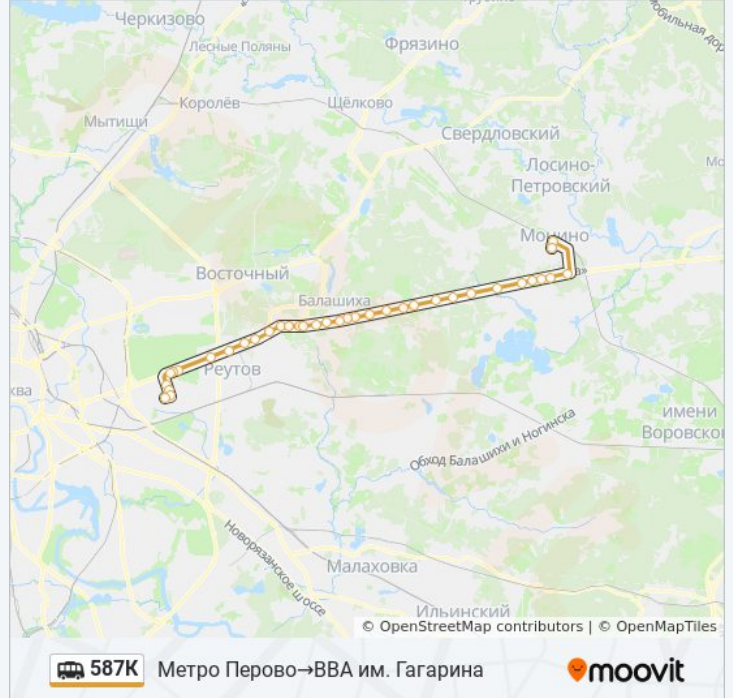 Черкизово
Лесные Поляны
Фрязино
Королёв
Щёлково
Мытищи
Свердловский
Лосино-
Петровский
Монино
Восточный
Балашиха
Реутов
имени
Обход Балашихи и Ногинска
Новорязанское шоссе
Малаховка
Ильинский
© OpenStreetMap contributors | © OpenMapTiles
587К Метро Перово→ВВА им. Гагарина
moovit